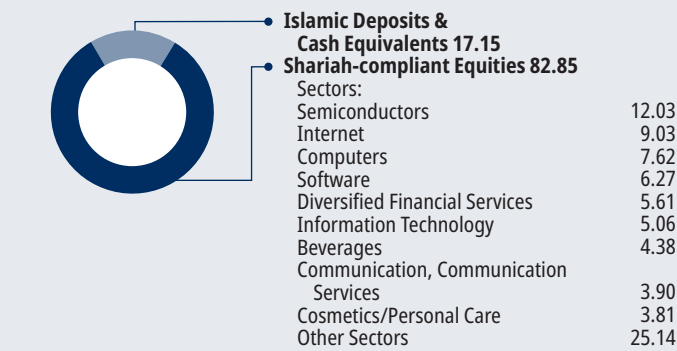 Islamic Deposits &
Cash Equivalents 17.15
Shariah-compliant Equities 82.85
Sectors:
Semiconductors 12.03
Internet 9.03
Computers 7.62
Software 6.27
Diversified Financial Services 5.61
Information Technology 5.06
Beverages 4.38
Communication, Communication
Services 3.90
Cosmetics/Personal Care 3.81
Other Sectors 25.14